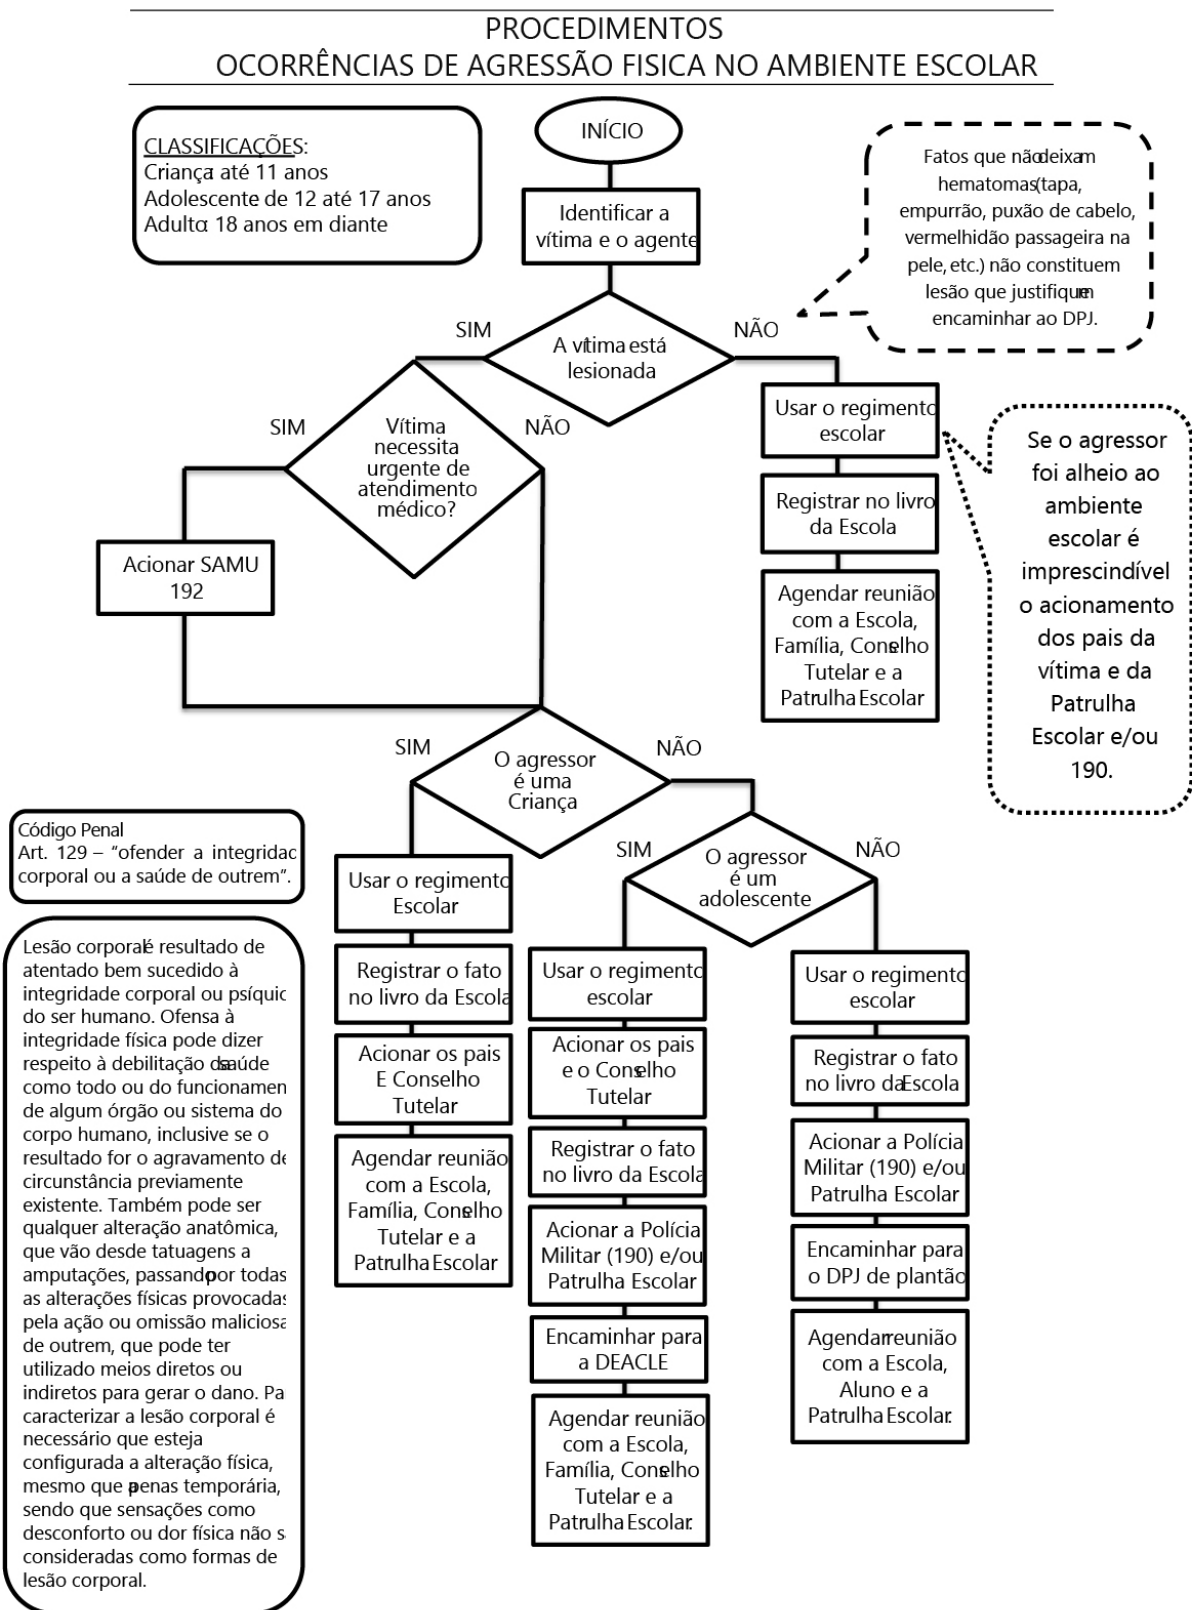 PROCEDIMENTOS
OCORRÊNCIAS DE AGRESSÃO FISICA NO AMBIENTE ESCOLAR
CLASSIFICAÇÕES:
Criança: até 11 anos
Adolescente: de 12 até 17 anos
Adulto: 18 anos em diante
INÍCIO
Identificar a
vítima e o agente
Fatos que não deixam
hematomas (tapa,
empurrão, puxão de cabelo,
vermelhidão passageira na
pele, etc.) não constituem
lesão que justifiquem
encaminhar ao DPJ.
SIM
NÃO
A vítima está
lesionada
SIM
NÃO
Vítima
necessita
urgente de
atendimento
médico?
Acionar SAMU
192
Usar o regimento
escolar
Registrar no livro
da Escola
Agendar reunião
com a Escola,
Família, Conselho
Tutelar e a
Patrulha Escolar
Se o agressor
foi alheio ao
ambiente
escolar é
imprescindível
o acionamento
dos pais da
vítima e da
Patrulha
Escolar e/ou
190.
SIM
NÃO
O agressor
é uma
Criança
SIM
NÃO
O agressor
é um
adolescente
Código Penal
Art. 129 – “ofender a integridac
corporal ou a saúde de outrem”.
Lesão corporal é resultado de
atentado bem sucedido à
integridade corporal ou psíquic
do ser humano. Ofensa à
integridade física pode dizer
respeito à debilitação da saúde
como todo ou do funcionamen
de algum órgão ou sistema do
corpo humano, inclusive se o
resultado for o agravamento de
circunstância previamente
existente. Também pode ser
qualquer alteração anatômica,
que vão desde tatuagens a
amputações, passando por todas
as alterações físicas provocadas
pela ação ou omissão maliciosa
de outrem, que pode ter
utilizado meios diretos ou
indiretos para gerar o dano. Pa
caracterizar a lesão corporal é
necessário que esteja
configurada a alteração física,
mesmo que apenas temporária,
sendo que sensações como
desconforto ou dor física não s
consideradas como formas de
lesão corporal.
Usar o regimento
Escolar
Registrar o fato
no livro da Escola
Acionar os pais
E Conselho
Tutelar
Agendar reunião
com a Escola,
Família, Conselho
Tutelar e a
Patrulha Escolar
Usar o regimento
escolar
Acionar os pais
e o Conselho
Tutelar
Registrar o fato
no livro da Escola
Acionar a Polícia
Militar (190) e/ou
Patrulha Escolar
Encaminhar para
a DEACLE
Agendar reunião
com a Escola,
Família, Conselho
Tutelar e a
Patrulha Escolar.
Usar o regimento
escolar
Registrar o fato
no livro da Escola
Acionar a Polícia
Militar (190) e/ou
Patrulha Escolar
Encaminhar para
o DPJ de plantão
Agendar reunião
com a Escola,
Aluno e a
Patrulha Escolar.